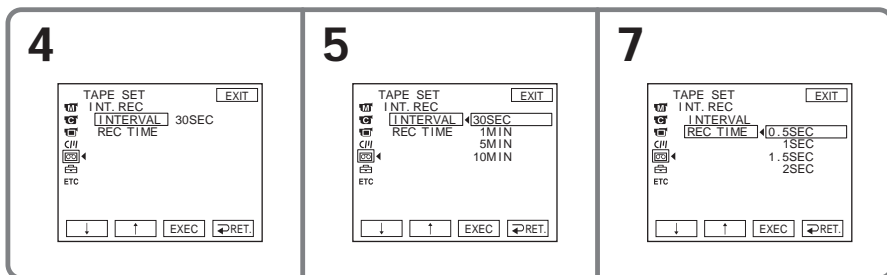 4
TAPE SET EXIT
INT. REC
INTERVAL 30SEC
REC TIME
ETC
↓ ↑ EXEC RET.
5
TAPE SET EXIT
INT. REC
INTERVAL 30SEC
REC TIME 1MIN
5MIN
10MIN
ETC
↓ ↑ EXEC RET.
7
TAPE SET EXIT
INT. REC
INTERVAL
REC TIME 0.5SEC
1SEC
1.5SEC
2SEC
ETC
↓ ↑ EXEC RET.